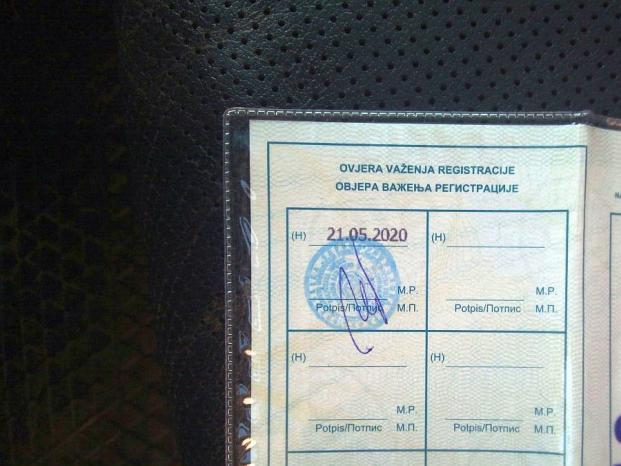 OVJERA VAŽENJA REGISTRACIJE
ОВЈЕРА ВАЖЕЊА РЕГИСТРАЦИЈЕ
(H) 21.05.2020
(H)
M.P.
Potpis/Потпис М.П.
M.P.
Potpis/Потпис М.П.
(H)
(H)
M.P.
Potpis/Потпис М.П.
M.P.
Potpis/Потпис М.П.